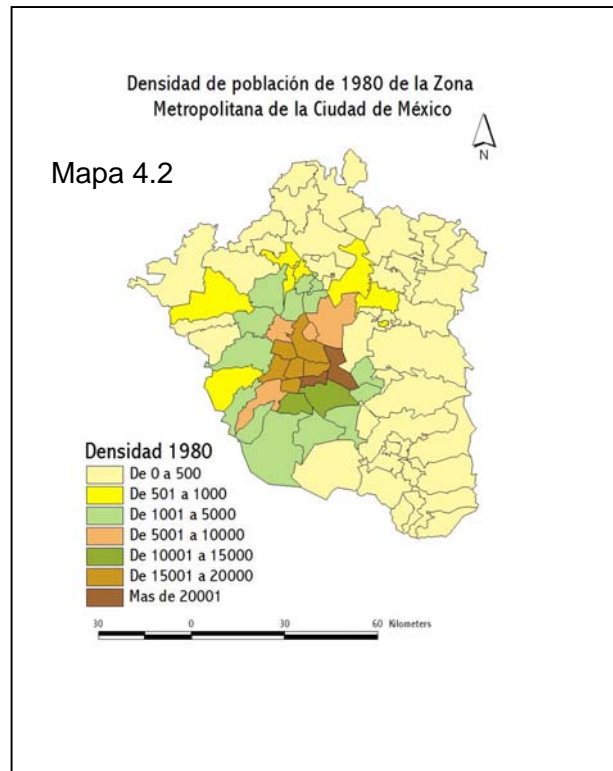 Densidad de población de 1980 de la Zona
Metropolitana de la Ciudad de México
N
Mapa 4.2
Densidad 1980
De 0 a 500
De 501 a 1000
De 1001 a 5000
De 5001 a 10000
De 10001 a 15000
De 15001 a 20000
Mas de 20001
30 0 30 60 Kilometers